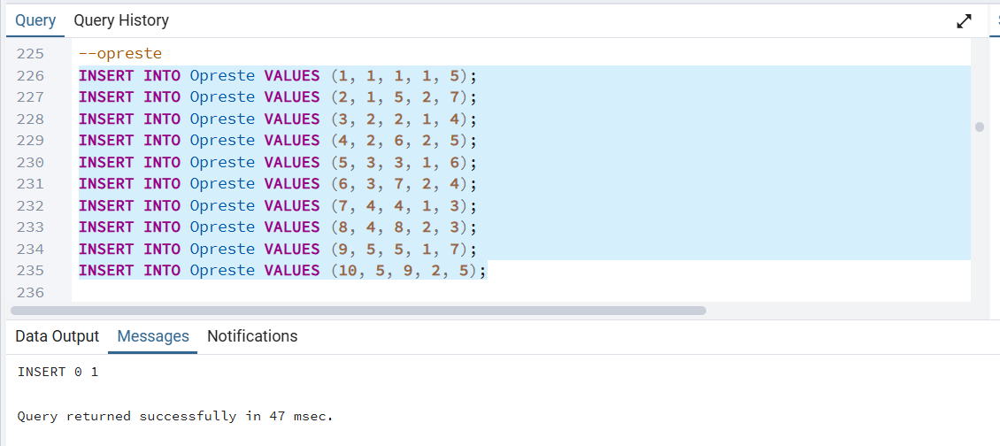 Query Query History
225 --opreste
226 INSERT INTO Opreste VALUES (1, 1, 1, 1, 5);
227 INSERT INTO Opreste VALUES (2, 1, 5, 2, 7);
228 INSERT INTO Opreste VALUES (3, 2, 2, 1, 4);
229 INSERT INTO Opreste VALUES (4, 2, 6, 2, 5);
230 INSERT INTO Opreste VALUES (5, 3, 3, 1, 6);
231 INSERT INTO Opreste VALUES (6, 3, 7, 2, 4);
232 INSERT INTO Opreste VALUES (7, 4, 4, 1, 3);
233 INSERT INTO Opreste VALUES (8, 4, 8, 2, 3);
234 INSERT INTO Opreste VALUES (9, 5, 5, 1, 7);
235 INSERT INTO Opreste VALUES (10, 5, 9, 2, 5);
236
Data Output Messages Notifications
INSERT 0 1
Query returned successfully in 47 msec.